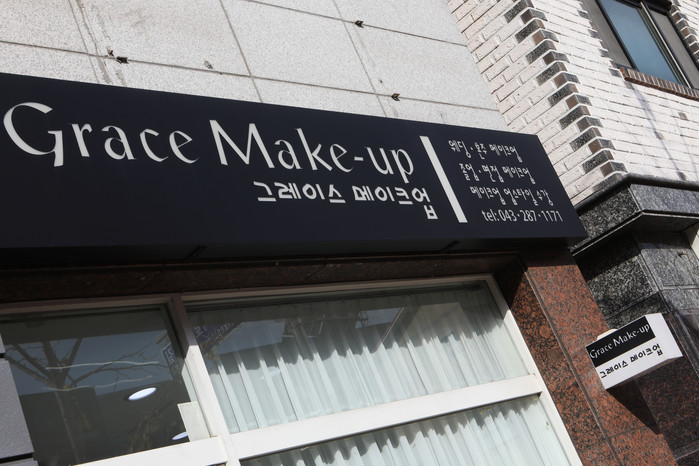 Grace Make-up
그레이스 메이크업
웨딩·혼주 메이크업
졸업·면접 메이크업
메이크업 업스타일 수강
tel:043·287·1171
Grace Make-up
그레이스 메이크업